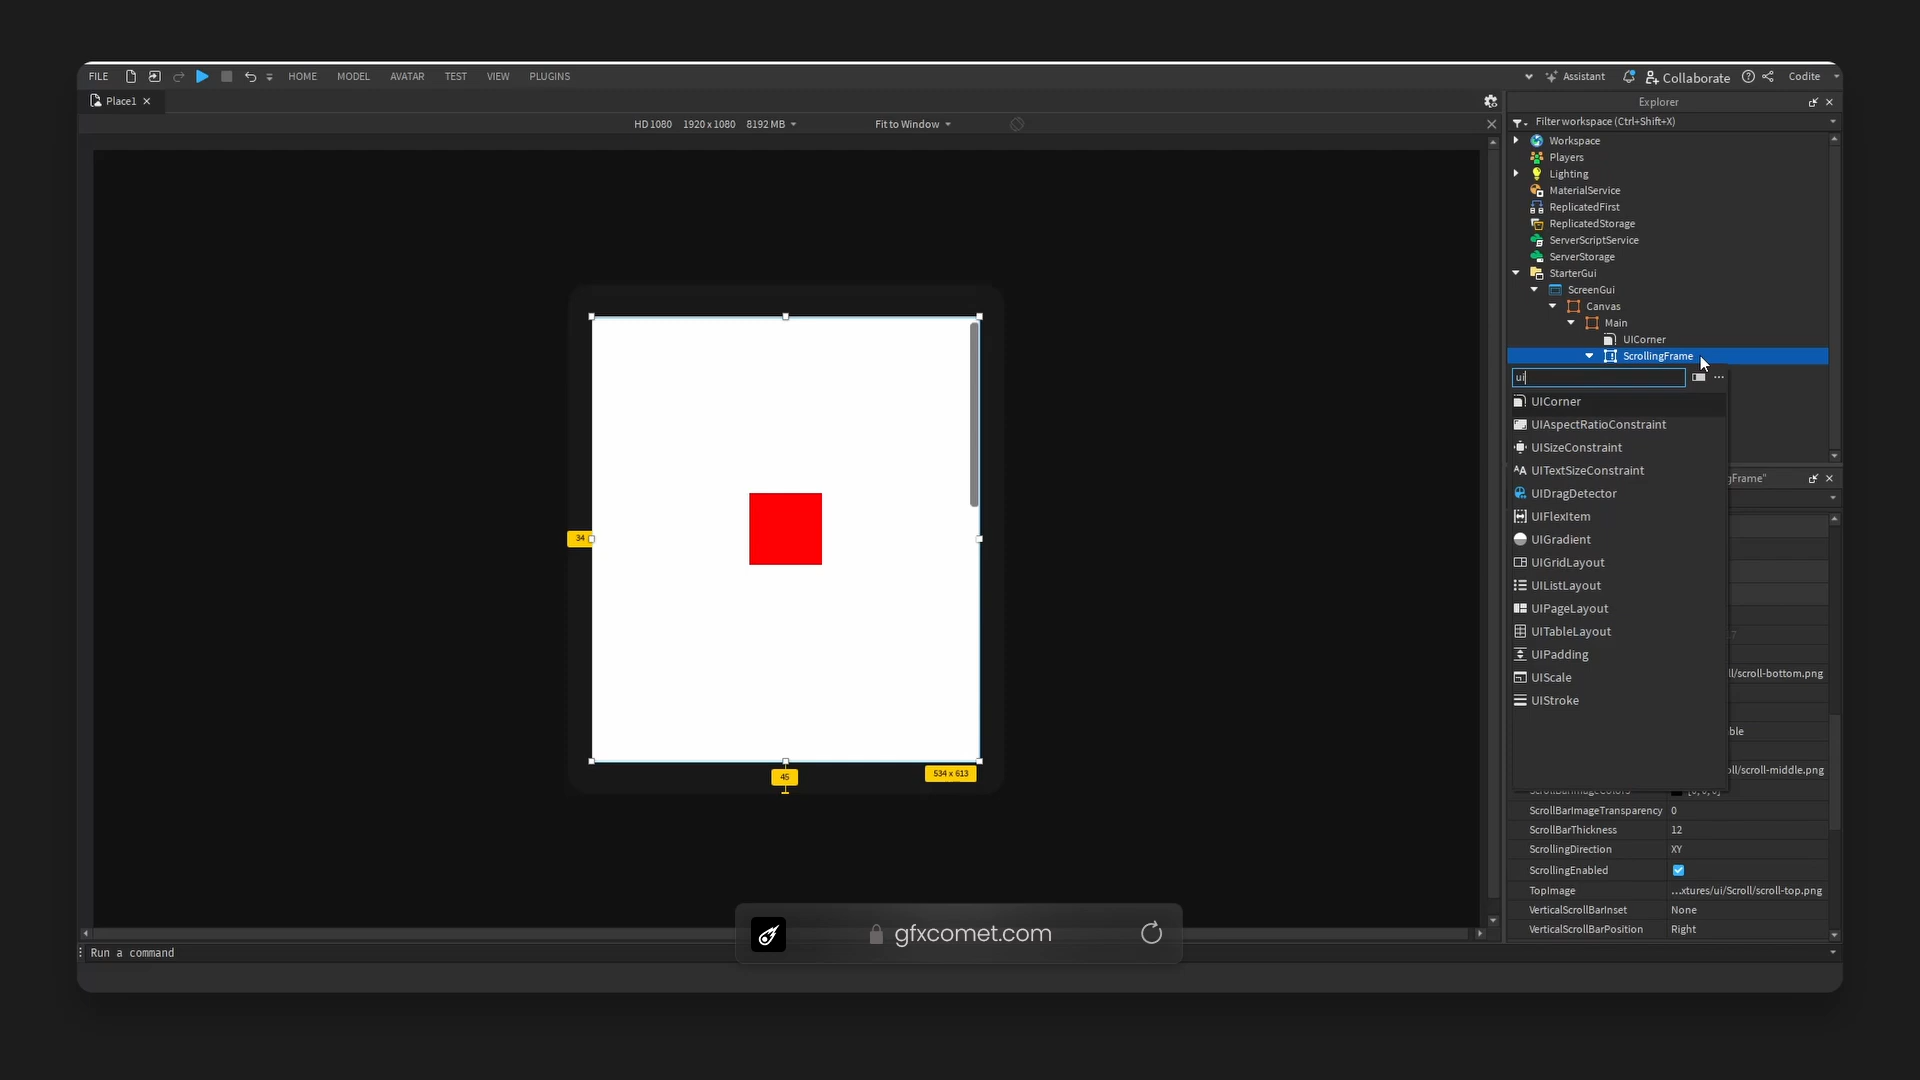 FILE HOME MODEL AVATAR TEST VIEW PLUGINS Assistant Collaborate Codite
Place1
Explorer
HD 1080 1920 x 1080 8192 MB Fit to Window
Filter workspace (Ctrl+Shift+X)
Workspace
Players
Lighting
MaterialService
ReplicatedFirst
ReplicatedStorage
ServerScriptService
ServerStorage
StarterGui
ScreenGui
Canvas
Main
UICorner
ScrollingFrame
ui
UICorner
UIAspectRatioConstraint
UISizeConstraint
UITextSizeConstraint
UIDragDetector
UIFlexItem
UIGradient
UIGridLayout
UIListLayout
UIPageLayout
UITableLayout
UIPadding
UIScale
UIStroke
gFrame"
ll/scroll-bottom.png
ble
ll/scroll-middle.png
ScrollBarImageTransparency 0
ScrollBarThickness 12
ScrollingDirection XY
ScrollingEnabled
TopImage ...xtures/ui/Scroll/scroll-top.png
VerticalScrollBarInset None
VerticalScrollBarPosition Right
34
45
534 x 613
gfxcomet.com
Run a command